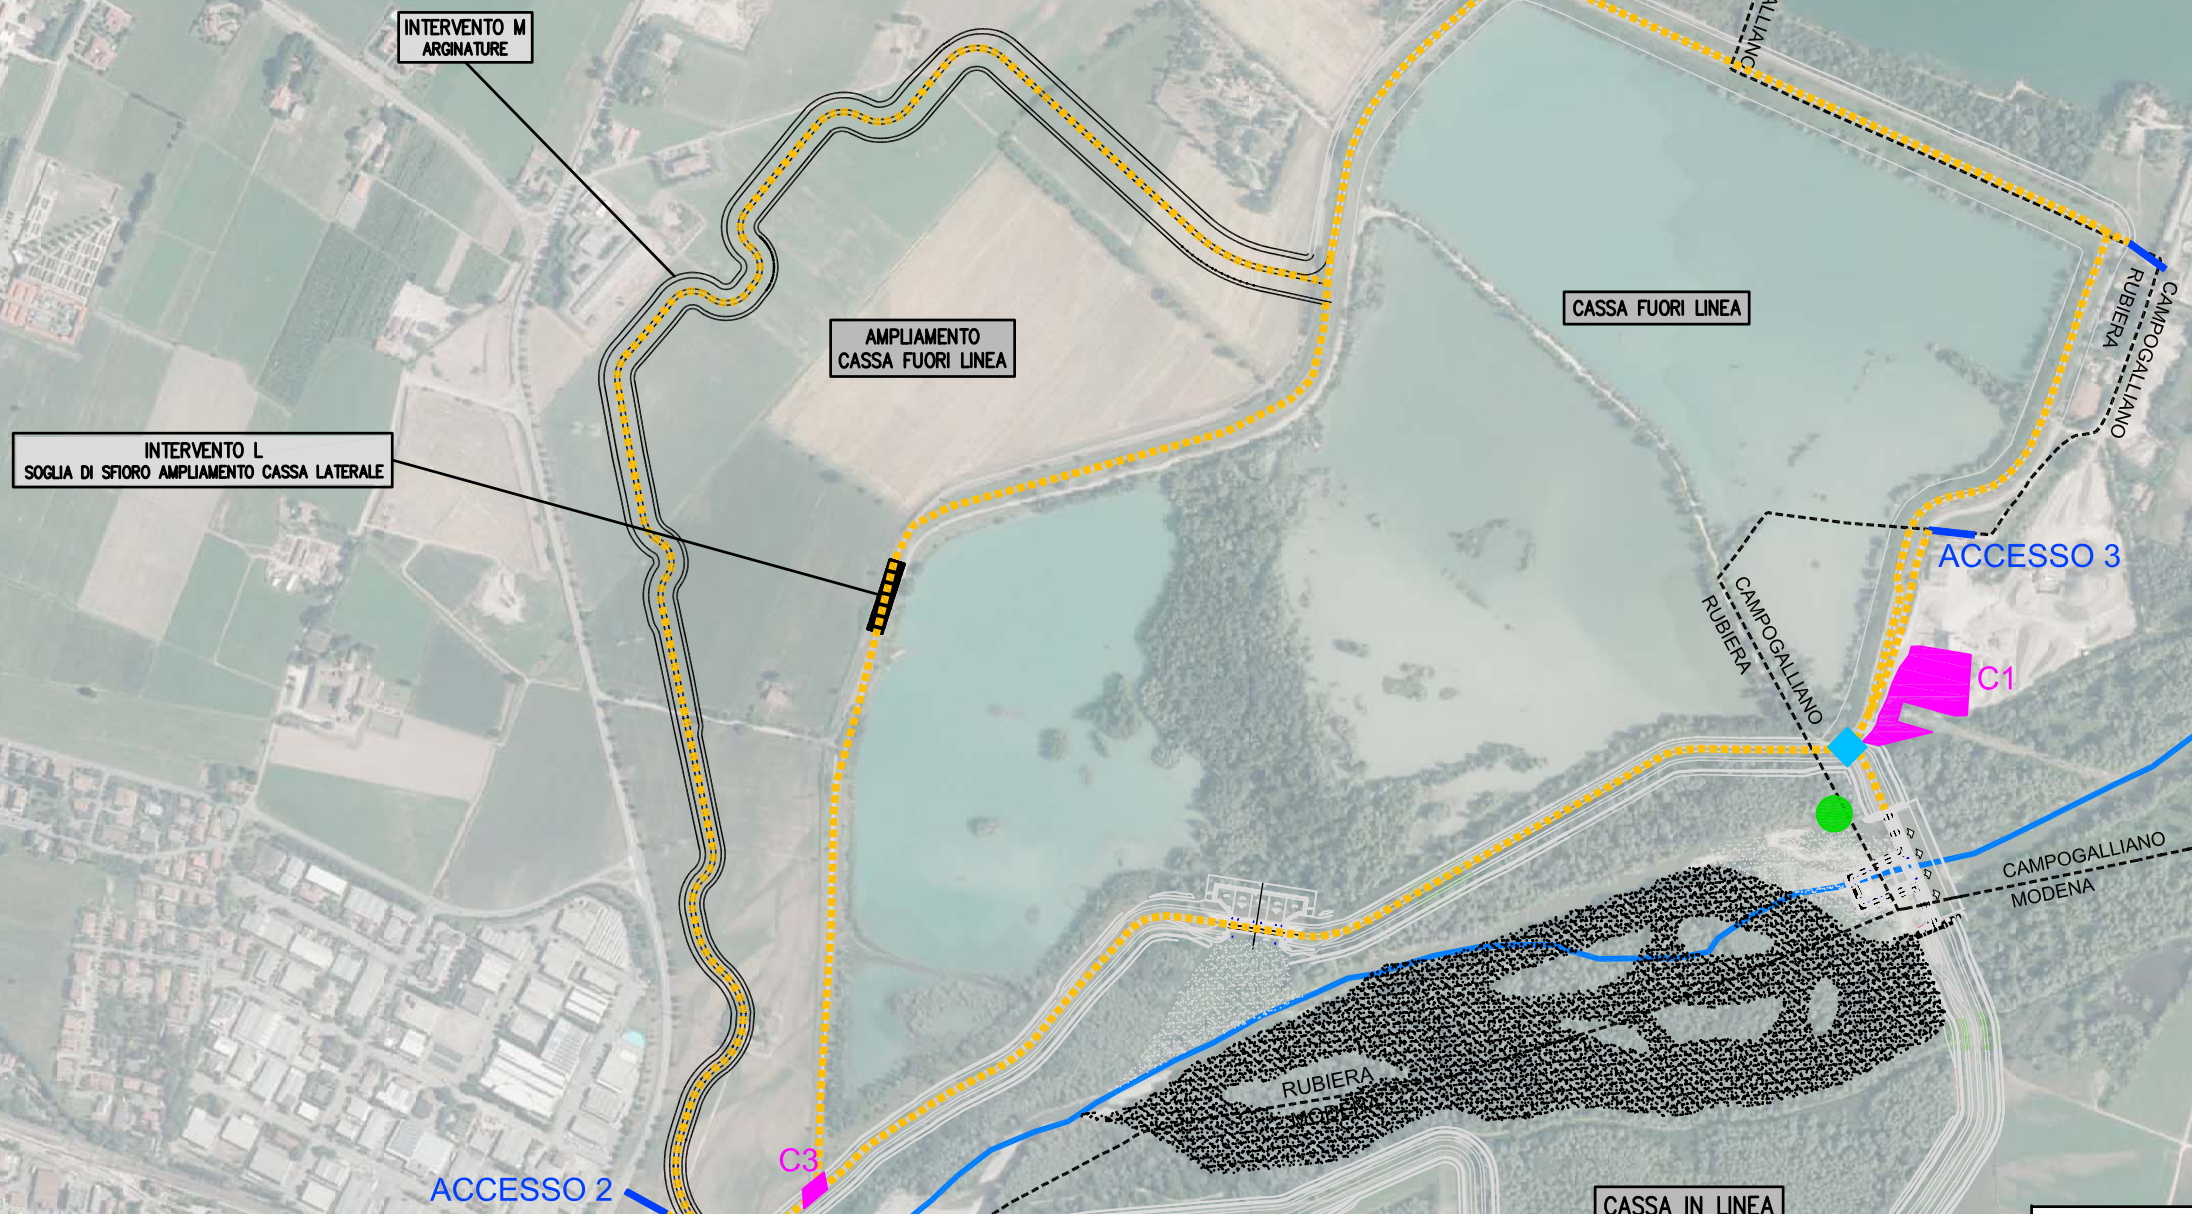 INTERVENTO M
ARGINATURE
ALLIANO
CASSA FUORI LINEA
RUBIERA
CAMPOGALLIANO
AMPLIAMENTO
CASSA FUORI LINEA
INTERVENTO L
SOGLIA DI SFIORO AMPLIAMENTO CASSA LATERALE
ACCESSO 3
CAMPOGALLIANO
RUBIERA
C1
CAMPOGALLIANO
MODENA
RUBIERA
MODENA
C3
ACCESSO 2
CASSA IN LINEA